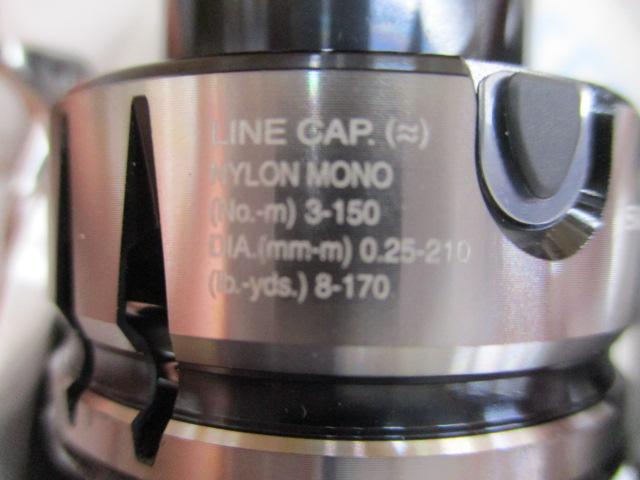 LINE CAP. (≈)
NYLON MONO
(No.-m) 3-150
DIA.(mm-m) 0.25-210
(lb.-yds.) 8-170